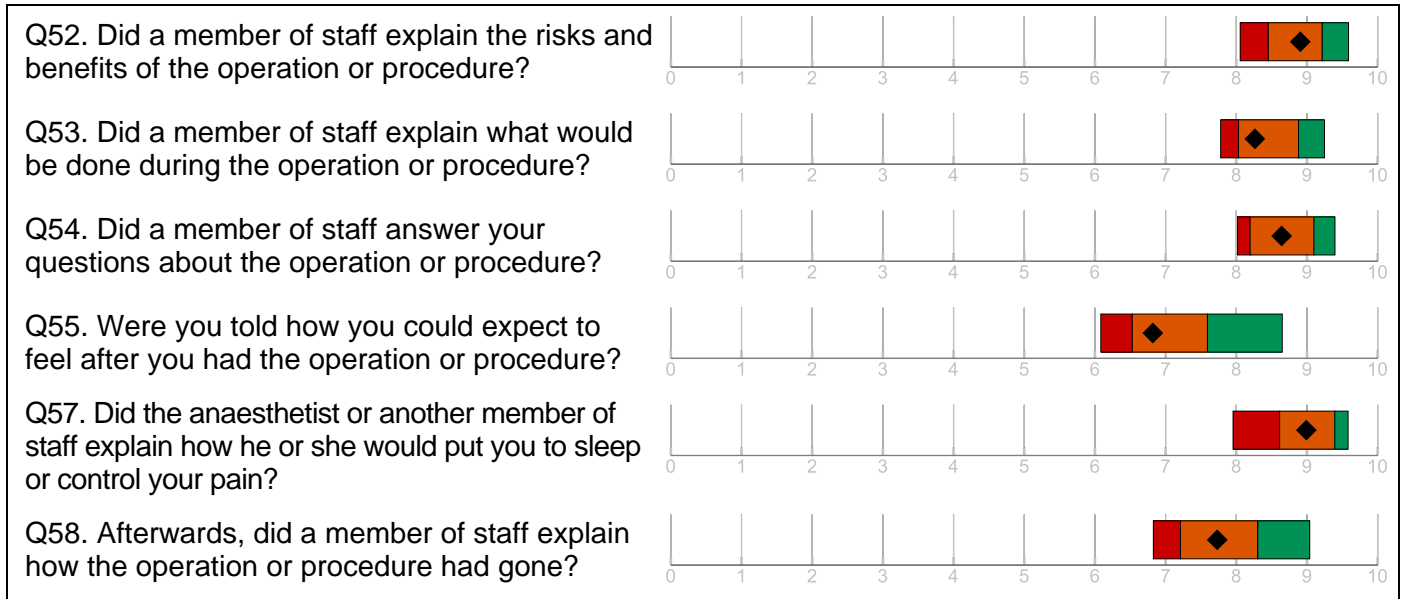 Q52. Did a member of staff explain the risks and
benefits of the operation or procedure?
0 1 2 3 4 5 6 7 8 9 10
Q53. Did a member of staff explain what would
be done during the operation or procedure?
0 1 2 3 4 5 6 7 8 9 10
Q54. Did a member of staff answer your
questions about the operation or procedure?
0 1 2 3 4 5 6 7 8 9 10
Q55. Were you told how you could expect to
feel after you had the operation or procedure?
0 1 2 3 4 5 6 7 8 9 10
Q57. Did the anaesthetist or another member of
staff explain how he or she would put you to sleep
or control your pain?
0 1 2 3 4 5 6 7 8 9 10
Q58. Afterwards, did a member of staff explain
how the operation or procedure had gone?
0 1 2 3 4 5 6 7 8 9 10